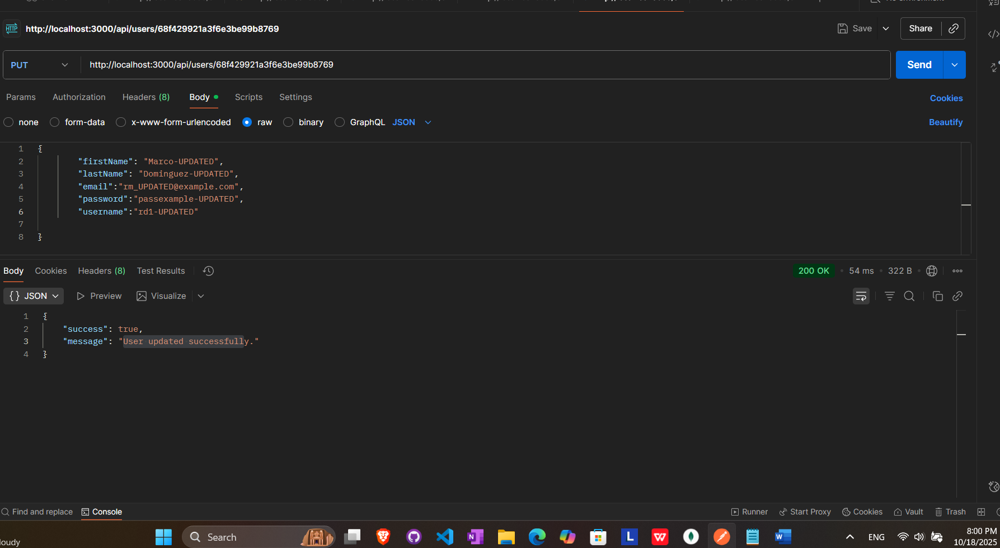 http://localhost:3000/api/users/68f429921a3f6e3be99b8769
Save
Share
PUT
http://localhost:3000/api/users/68f429921a3f6e3be99b8769
Send
Params Authorization Headers (8) Body Scripts Settings
Cookies
none form-data x-www-form-urlencoded raw binary GraphQL JSON
Beautify
1 {
2 "firstName": "Marco-UPDATED",
3 "lastName": "Dominguez-UPDATED",
4 "email":"rm_UPDATED@example.com",
5 "password":"passexample-UPDATED",
6 "username":"rd1-UPDATED"
7
8 }
Body Cookies Headers (8) Test Results
200 OK • 54 ms • 322 B
{} JSON Preview Visualize
1 {
2 "success": true,
3 "message": "User updated successfully."
4 }
Find and replace Console
Runner Start Proxy Cookies Vault Trash
loudy
Search
ENG
8:00 PM
10/18/2025